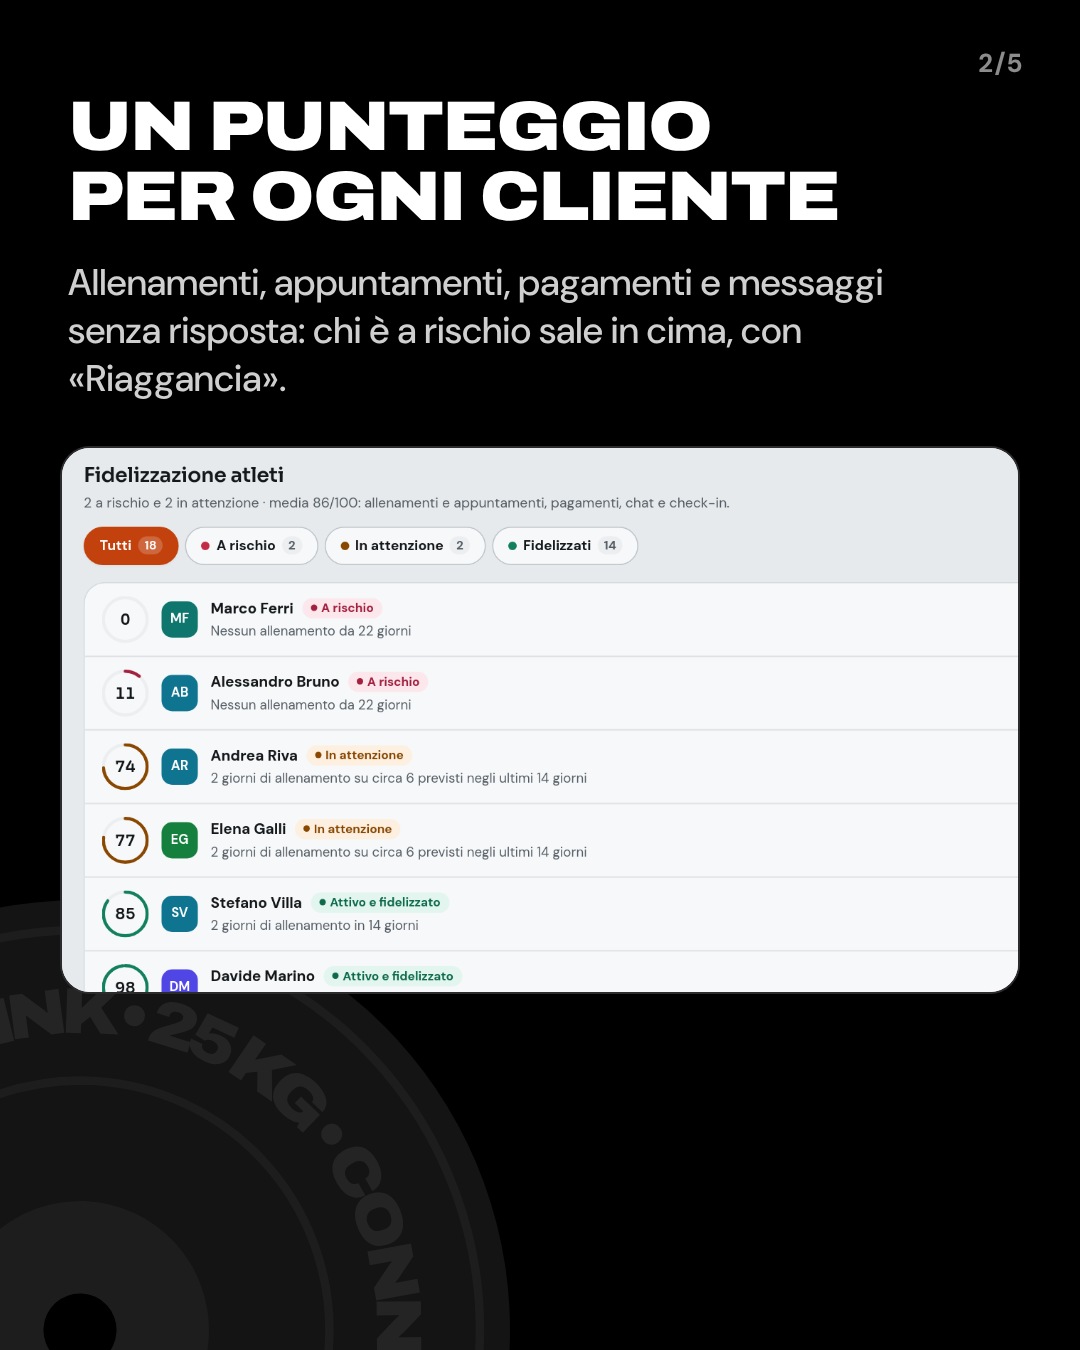 2/5
UN PUNTEGGIO
PER OGNI CLIENTE
Allenamenti, appuntamenti, pagamenti e messaggi
senza risposta: chi è a rischio sale in cima, con
«Riaggancia».
Fidelizzazione atleti
2 a rischio e 2 in attenzione · media 86/100: allenamenti e appuntamenti, pagamenti, chat e check-in.
Tutti 18 A rischio 2 In attenzione 2 Fidelizzati 14
0 MF Marco Ferri A rischio
Nessun allenamento da 22 giorni
11 AB Alessandro Bruno A rischio
Nessun allenamento da 22 giorni
74 AR Andrea Riva In attenzione
2 giorni di allenamento su circa 6 previsti negli ultimi 14 giorni
77 EG Elena Galli In attenzione
2 giorni di allenamento su circa 6 previsti negli ultimi 14 giorni
85 SV Stefano Villa Attivo e fidelizzato
2 giorni di allenamento in 14 giorni
98 DM Davide Marino Attivo e fidelizzato
INK • 25 KG • CONN